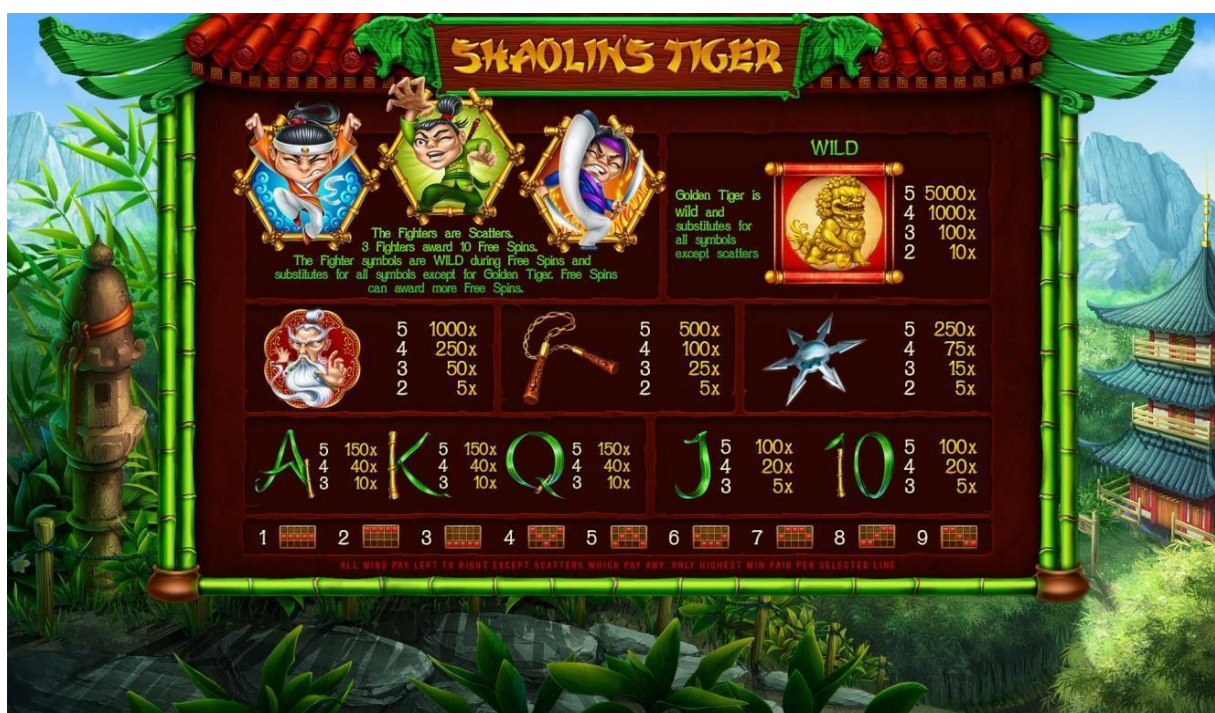 SHAOLIN'S TIGER
The Fighters are Scatters.
3 Fighters award 10 Free Spins.
The Fighter symbols are WILD during Free Spins and
substitutes for all symbols except for Golden Tiger. Free Spins
can award more Free Spins.
WILD
Golden Tiger is
wild and
substitutes for
all symbols
except scatters
5 5000x
4 1000x
3 100x
2 10x
5 1000x
4 250x
3 50x
2 5x
5 500x
4 100x
3 25x
2 5x
5 250x
4 75x
3 15x
2 5x
A
5 150x
4 40x
3 10x
K
5 150x
4 40x
3 10x
Q
5 150x
4 40x
3 10x
J
5 100x
4 20x
3 5x
10
5 100x
4 20x
3 5x
1 2 3 4 5 6 7 8 9
ALL WINS PAY LEFT TO RIGHT EXCEPT SCATTERS WHICH PAY ANY. ONLY HIGHEST WIN PAID PER SELECTED LINE